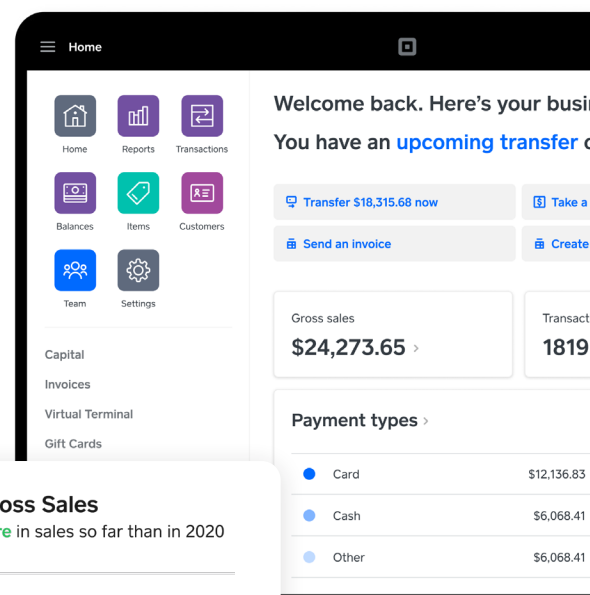 Home
Welcome back. Here's your busi
You have an upcoming transfer
Home
Reports
Transactions
Transfer $18,315.68 now
Take a
Balances
Items
Customers
Send an invoice
Create
Team
Settings
Gross sales
Transact
$24,273.65
1819
Capital
Invoices
Virtual Terminal
Gift Cards
Payment types
Card
$12,136.83
Cash
$6,068.41
Other
$6,068.41
oss Sales
re in sales so far than in 2020